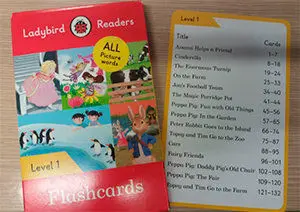 Ladybird Readers
ALL
Picture
words
Level 1
Flashcards
Level 1
Title Cards
Anansi Helps a Friend 1–7
Cinderella 8–18
The Enormous Turnip 19–24
On the Farm 25–33
Jon's Football Team 34–40
The Magic Porridge Pot 41–44
Peppa Pig: Fun with Old Things 45–56
Peppa Pig: In the Garden 57–65
Peter Rabbit Goes to the Island 66–74
Topsy and Tim Go to the Zoo 75–87
Cars 88–95
Fairy Friends 96–101
Peppa Pig: Daddy Pig's Old Chair 102–108
Peppa Pig: The Fair 109–120
Topsy and Tim Go to the Farm 121–132